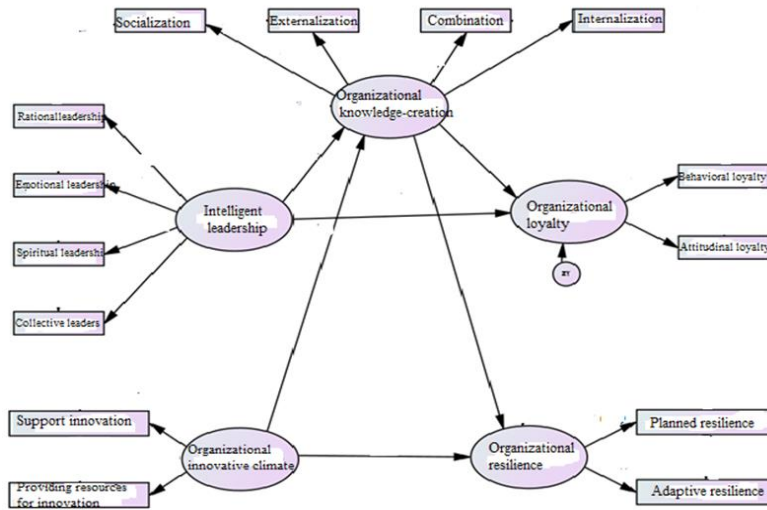 Socialization
Externalization
Combination
Internalization
Organizational
knowledge-creation
Rationalleadership
Emotional leadership
Spiritual leadershi
Collective leaders
Intelligent
leadership
Organizational
loyalty
Behavioral loyalty
Attitudinal loyalty
Support innovation
Providing resources
for innovation
Organizational
innovative climate
Organizational
resilience
Planned resilience
Adaptive resilience